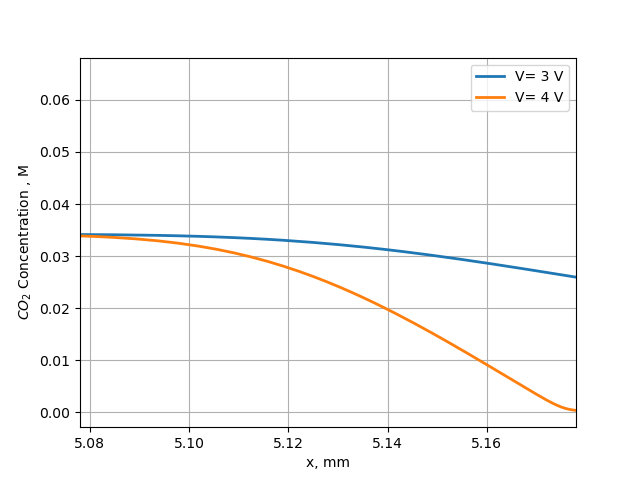 V= 3 V
V= 4 V
0.06
0.05
0.04
0.03
0.02
0.01
0.00
CO₂ Concentration , M
5.08 5.10 5.12 5.14 5.16
x, mm